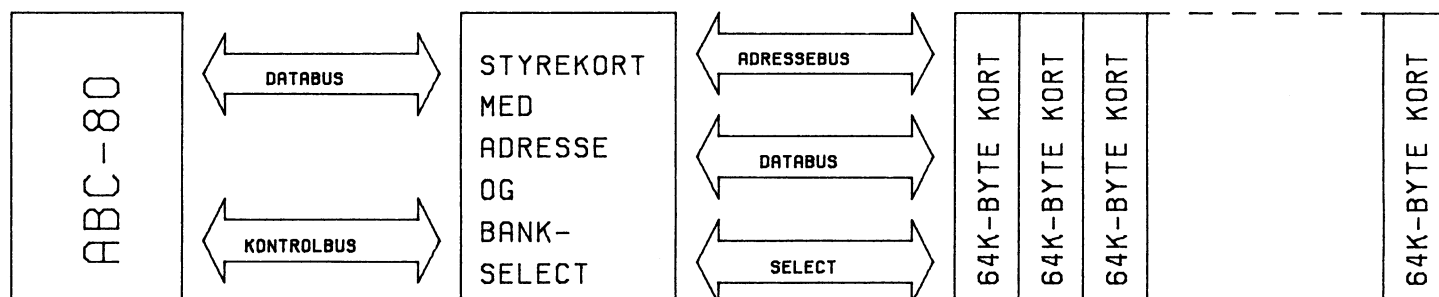 ABC-80
DATABUS
KONTROLBUS
STYREKORT
MED
ADRESSE
OG
BANK-
SELECT
ADRESSEBUS
DATABUS
SELECT
64K-BYTE KORT
64K-BYTE KORT
64K-BYTE KORT
64K-BYTE KORT